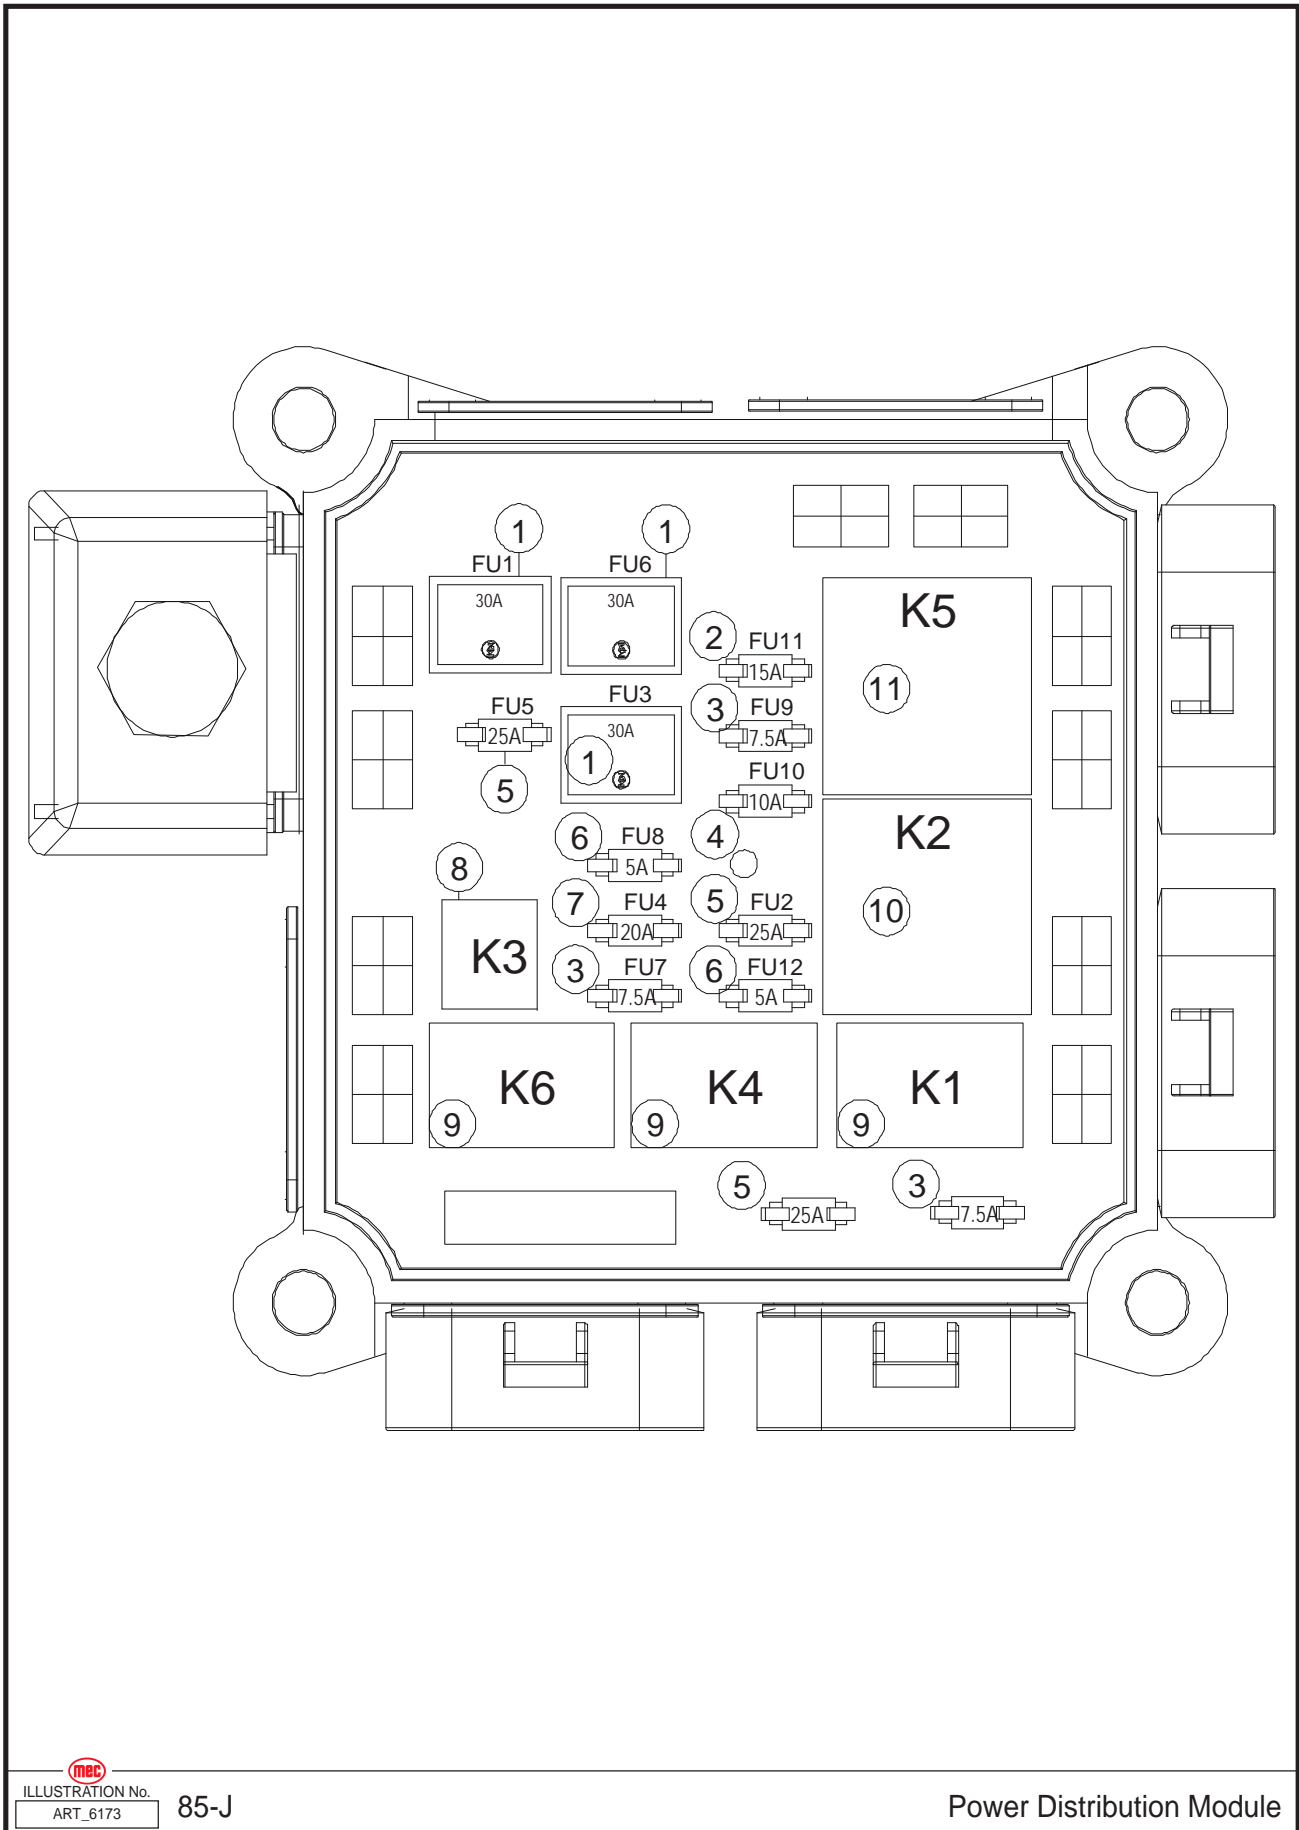 1 1
FU1 FU6
30A 30A
K5
2 FU11
15A
11
3 FU9
7.5A
FU5
25A
5
FU3
30A
1
FU10
10A
4
K2
6 FU8
5A
8
7 FU4
20A
5 FU2
25A
10
K3
3 FU7
7.5A
6 FU12
5A
K6 K4 K1
9 9 9
5 3
25A 7.5A
mec
ILLUSTRATION No.
ART_6173
85-J
Power Distribution Module